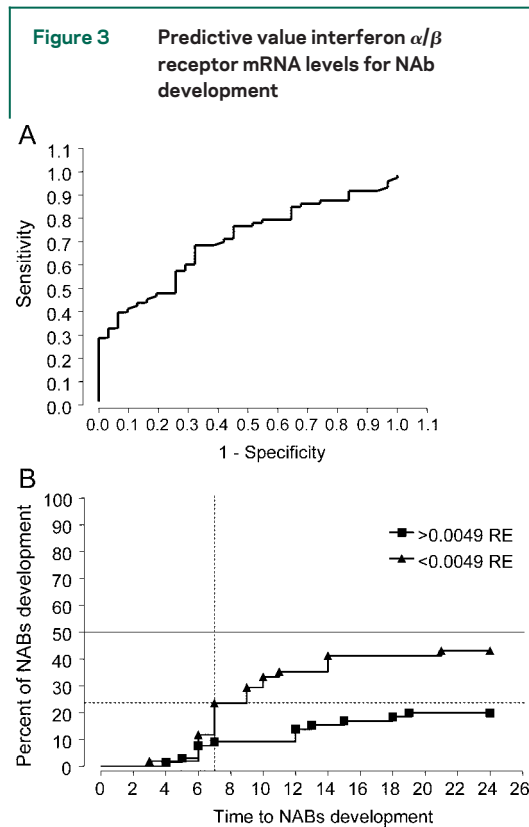 Figure 3 Predictive value interferon α/β
receptor mRNA levels for NAb
development
A
1.1
1.0
0.9
0.8
0.7
0.6
0.5
0.4
0.3
0.2
0.1
0.0
Sensitivity
0.0 0.1 0.2 0.3 0.4 0.5 0.6 0.7 0.8 0.9 1.0 1.1
1 - Specificity
B
100
90
80
70
60
50
40
30
20
10
0
Percent of NABs development
>0.0049 RE
<0.0049 RE
0 2 4 6 8 10 12 14 16 18 20 22 24 26
Time to NABs development